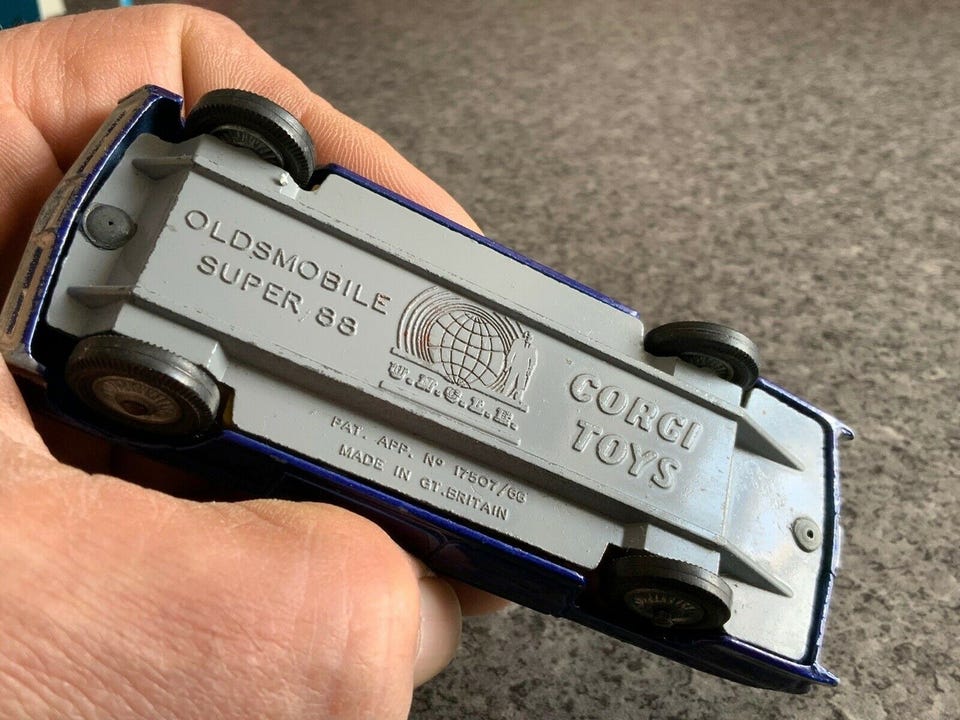 OLDSMOBILE
SUPER 88
U.N.C.L.E.
CORGI
TOYS
PAT. APP. Nº 17507/66
MADE IN
GT. BRITAIN